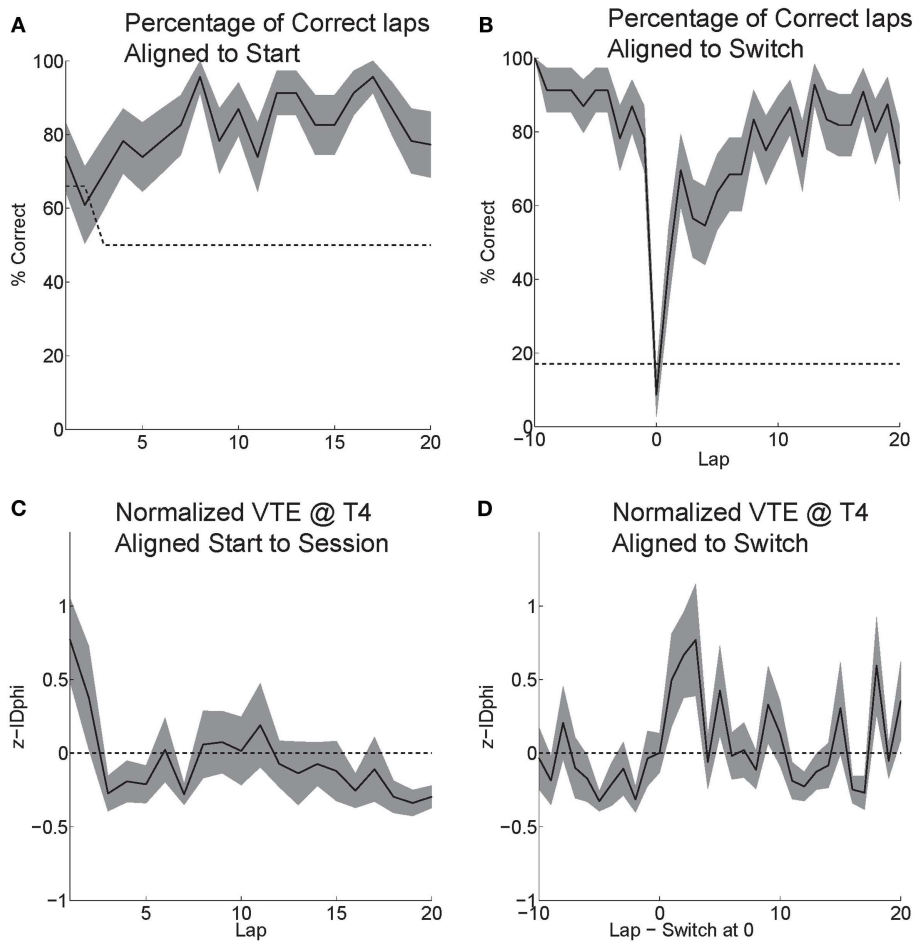 A
Percentage of Correct laps
Aligned to Start
% Correct
100
80
60
40
20
0
5
10
15
20
B
Percentage of Correct laps
Aligned to Switch
% Correct
100
80
60
40
20
0
−10
0
10
20
Lap
C
Normalized VTE @ T4
Aligned Start to Session
z−IDphi
1
0.5
0
−0.5
−1
5
10
15
20
Lap
D
Normalized VTE @ T4
Aligned to Switch
z−IDphi
1
0.5
0
−0.5
−1
−10
0
10
20
Lap − Switch at 0